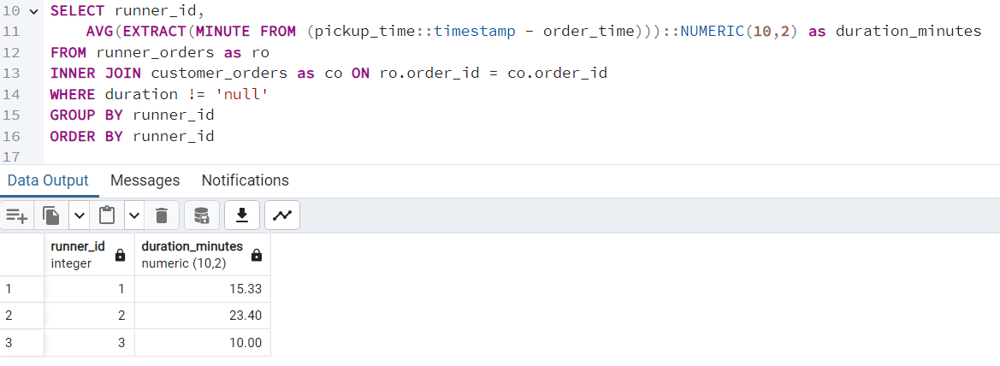 10 SELECT runner_id,
11 AVG(EXTRACT(MINUTE FROM (pickup_time::timestamp - order_time)))::NUMERIC(10,2) as duration_minutes
12 FROM runner_orders as ro
13 INNER JOIN customer_orders as co ON ro.order_id = co.order_id
14 WHERE duration != 'null'
15 GROUP BY runner_id
16 ORDER BY runner_id
17
Data Output Messages Notifications
runner_id duration_minutes
integer numeric (10,2)
1 1 15.33
2 2 23.40
3 3 10.00